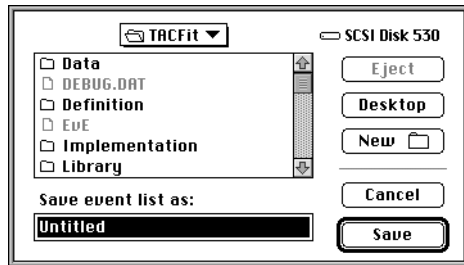 TACFit
SCSI Disk 530
Data
DEBUG.DAT
Definition
EvE
Implementation
Library
Eject
Desktop
New
Save event list as:
Untitled
Cancel
Save